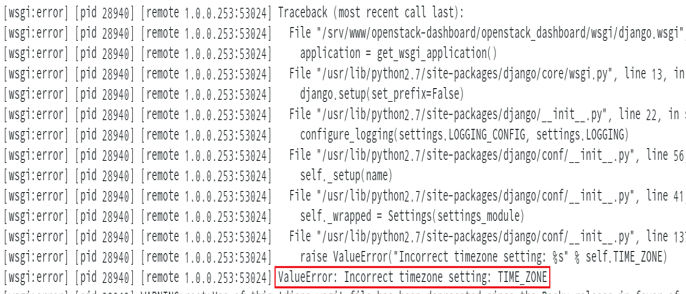 [wsgi:error] [pid 28940] [remote 1.0.0.253:53024] Traceback (most recent call last):
[wsgi:error] [pid 28940] [remote 1.0.0.253:53024] File "/srv/www/openstack-dashboard/openstack_dashboard/wsgi/django.wsgi"
[wsgi:error] [pid 28940] [remote 1.0.0.253:53024] application = get_wsgi_application()
[wsgi:error] [pid 28940] [remote 1.0.0.253:53024] File "/usr/lib/python2.7/site-packages/django/core/wsgi.py", line 13, in
[wsgi:error] [pid 28940] [remote 1.0.0.253:53024] django.setup(set_prefix=False)
[wsgi:error] [pid 28940] [remote 1.0.0.253:53024] File "/usr/lib/python2.7/site-packages/django/__init__.py", line 22, in
[wsgi:error] [pid 28940] [remote 1.0.0.253:53024] configure_logging(settings.LOGGING_CONFIG, settings.LOGGING)
[wsgi:error] [pid 28940] [remote 1.0.0.253:53024] File "/usr/lib/python2.7/site-packages/django/conf/__init__.py", line 56
[wsgi:error] [pid 28940] [remote 1.0.0.253:53024] self._setup(name)
[wsgi:error] [pid 28940] [remote 1.0.0.253:53024] File "/usr/lib/python2.7/site-packages/django/conf/__init__.py", line 41
[wsgi:error] [pid 28940] [remote 1.0.0.253:53024] self._wrapped = Settings(settings_module)
[wsgi:error] [pid 28940] [remote 1.0.0.253:53024] File "/usr/lib/python2.7/site-packages/django/conf/__init__.py", line
[wsgi:error] [pid 28940] [remote 1.0.0.253:53024] raise ValueError("Incorrect timezone setting: %s" % self.TIME_ZONE)
[wsgi:error] [pid 28940] [remote 1.0.0.253:53024] ValueError: Incorrect timezone setting: TIME_ZONE